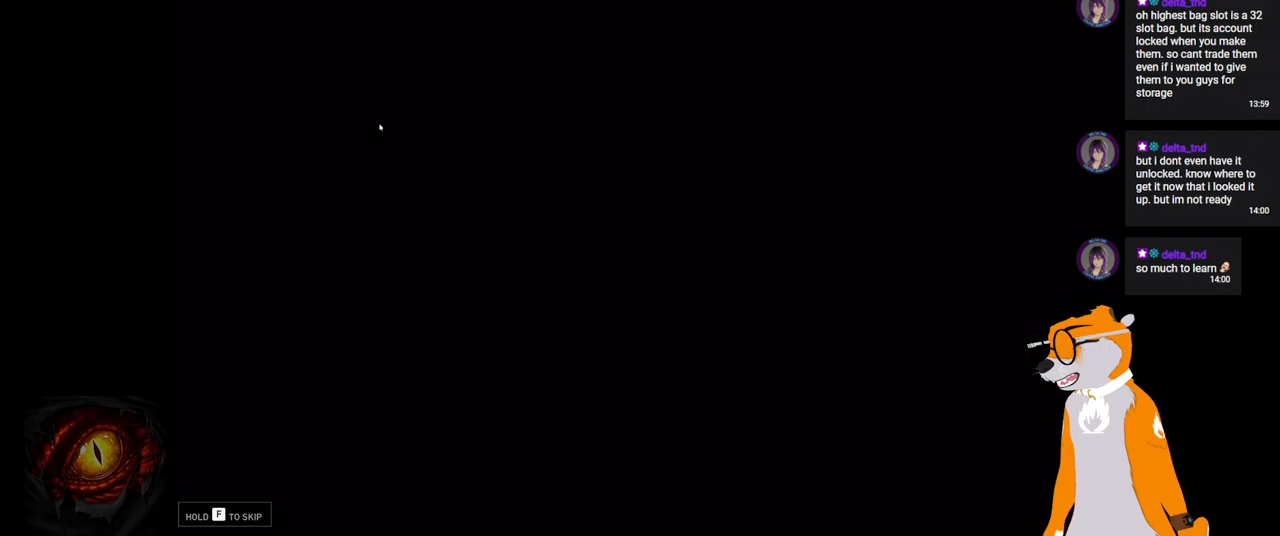 delta_tnd
oh highest bag slot is a 32
slot bag. but its account
locked when you make
them. so cant trade them
even if i wanted to give
them to you guys for
storage
13:59
delta_tnd
but i dont even have it
unlocked. know where to
get it now that i looked it
up. but im not ready
14:00
delta_tnd
so much to learn
14:00
HOLD F TO SKIP